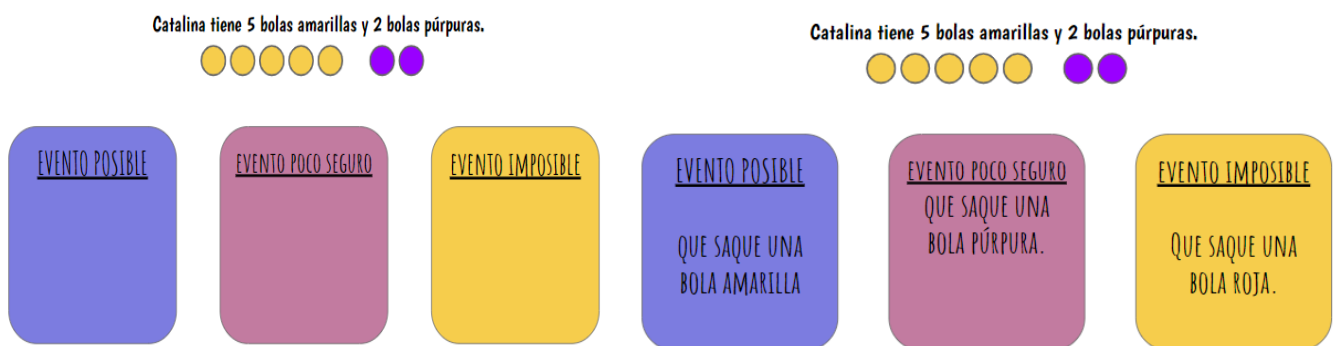 Catalina tiene 5 bolas amarillas y 2 bolas púrpuras.
EVENTO POSIBLE
EVENTO POCO SEGURO
EVENTO IMPOSIBLE
Catalina tiene 5 bolas amarillas y 2 bolas púrpuras.
EVENTO POSIBLE
QUE SAQUE UNA
BOLA AMARILLA
EVENTO POCO SEGURO
QUE SAQUE UNA
BOLA PÚRPURA.
EVENTO IMPOSIBLE
QUE SAQUE UNA
BOLA ROJA.